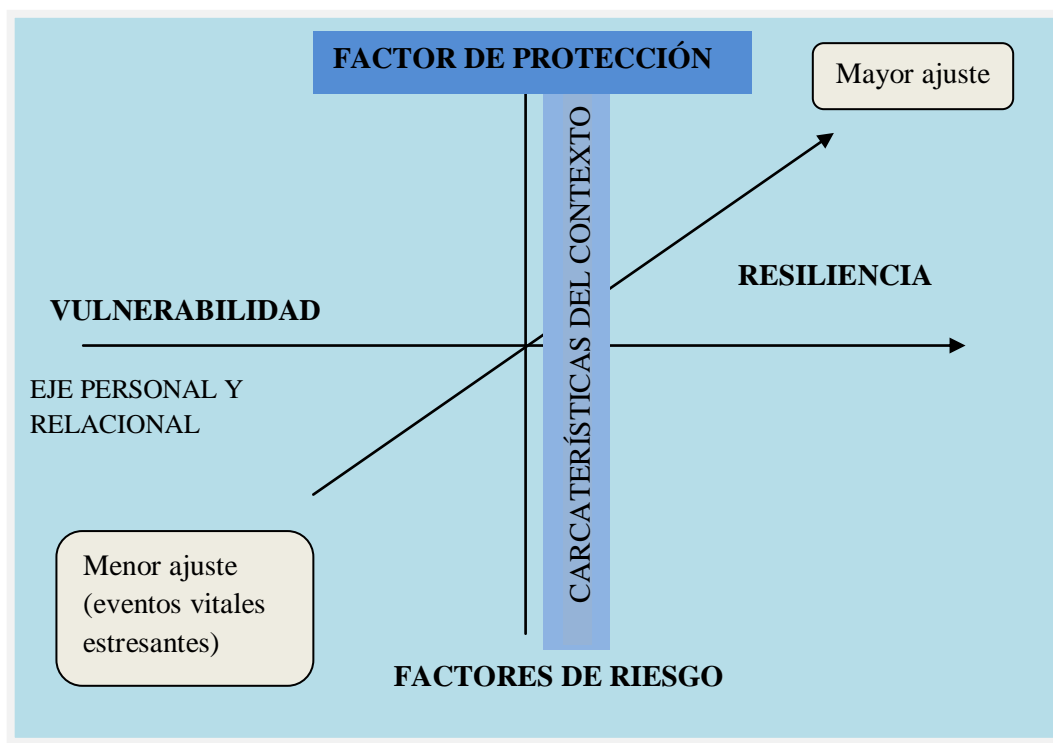 FACTOR DE PROTECCIÓN
Mayor ajuste
CARCATERÍSTICAS DEL CONTEXTO
RESILIENCIA
VULNERABILIDAD
EJE PERSONAL Y
RELACIONAL
Menor ajuste
(eventos vitales
estresantes)
FACTORES DE RIESGO